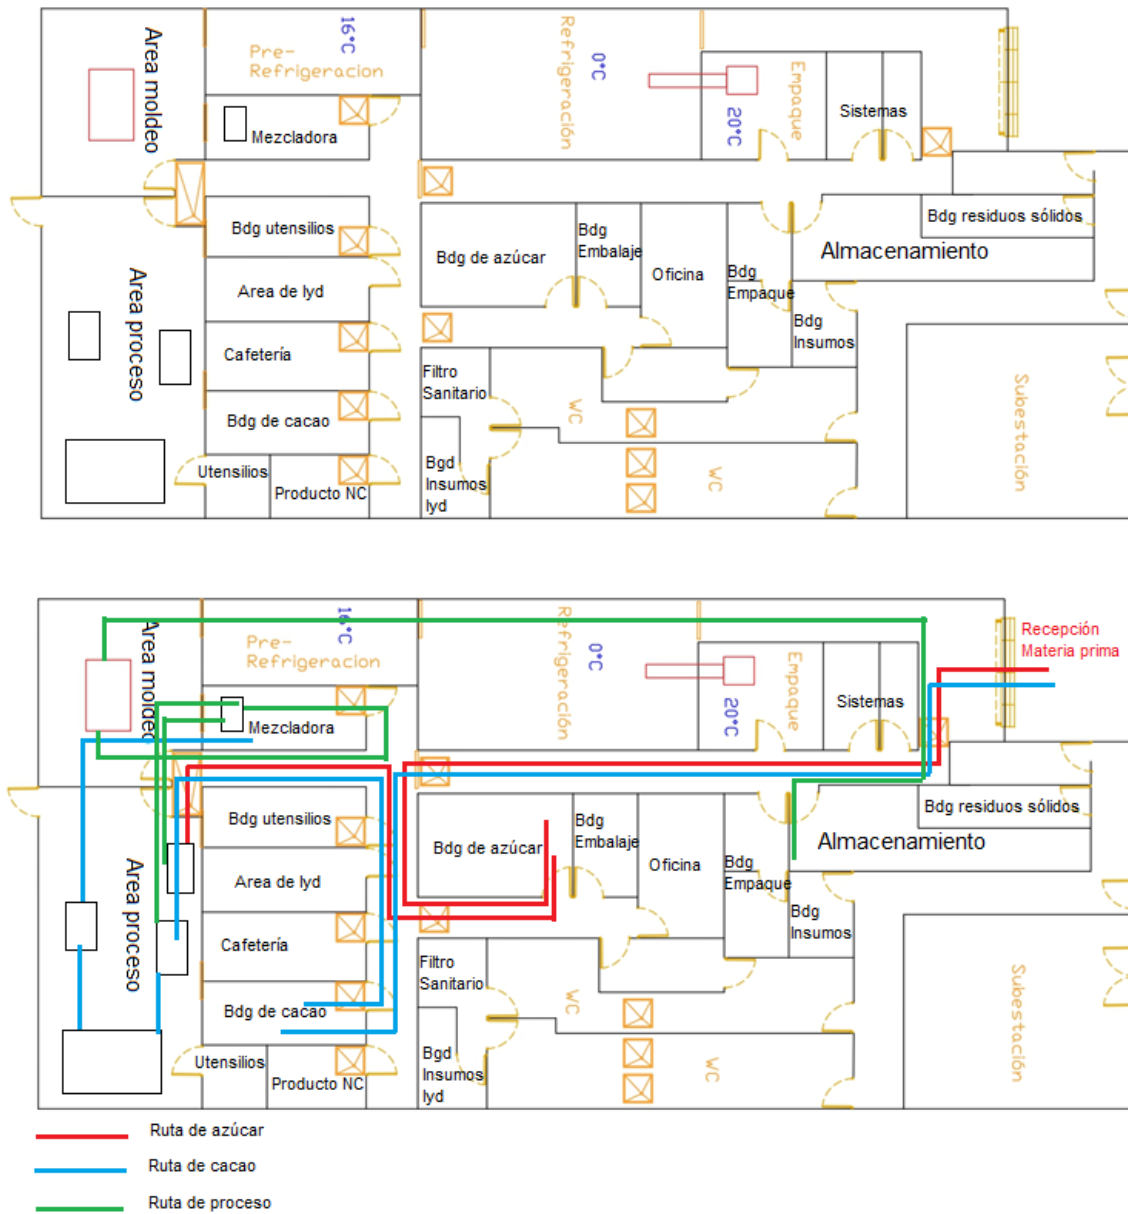 Area moldeo
16°C
Pre-
Refrigeracion
Refrigeración
0°C
Empaque
20°C
Sistemas
Mezcladora
Bdg utensilios
Bdg de azúcar
Bdg
Embalaje
Oficina
Bdg
Empaque
Bdg residuos sólidos
Almacenamiento
Area proceso
Area de lyd
Bdg
Insumos
Cafetería
Filtro
Sanitario
WC
Subestación
Bdg de cacao
Utensilios
Producto NC
Bgd
Insumos
lyd
WC
Area moldeo
16°C
Pre-
Refrigeracion
Refrigeración
0°C
Empaque
20°C
Sistemas
Recepción
Materia prima
Mezcladora
Bdg utensilios
Bdg de azúcar
Bdg
Embalaje
Oficina
Bdg
Empaque
Bdg residuos sólidos
Almacenamiento
Area proceso
Area de lyd
Bdg
Insumos
Cafetería
Filtro
Sanitario
WC
Subestación
Bdg de cacao
Utensilios
Producto NC
Bgd
Insumos
lyd
WC
Ruta de azúcar
Ruta de cacao
Ruta de proceso